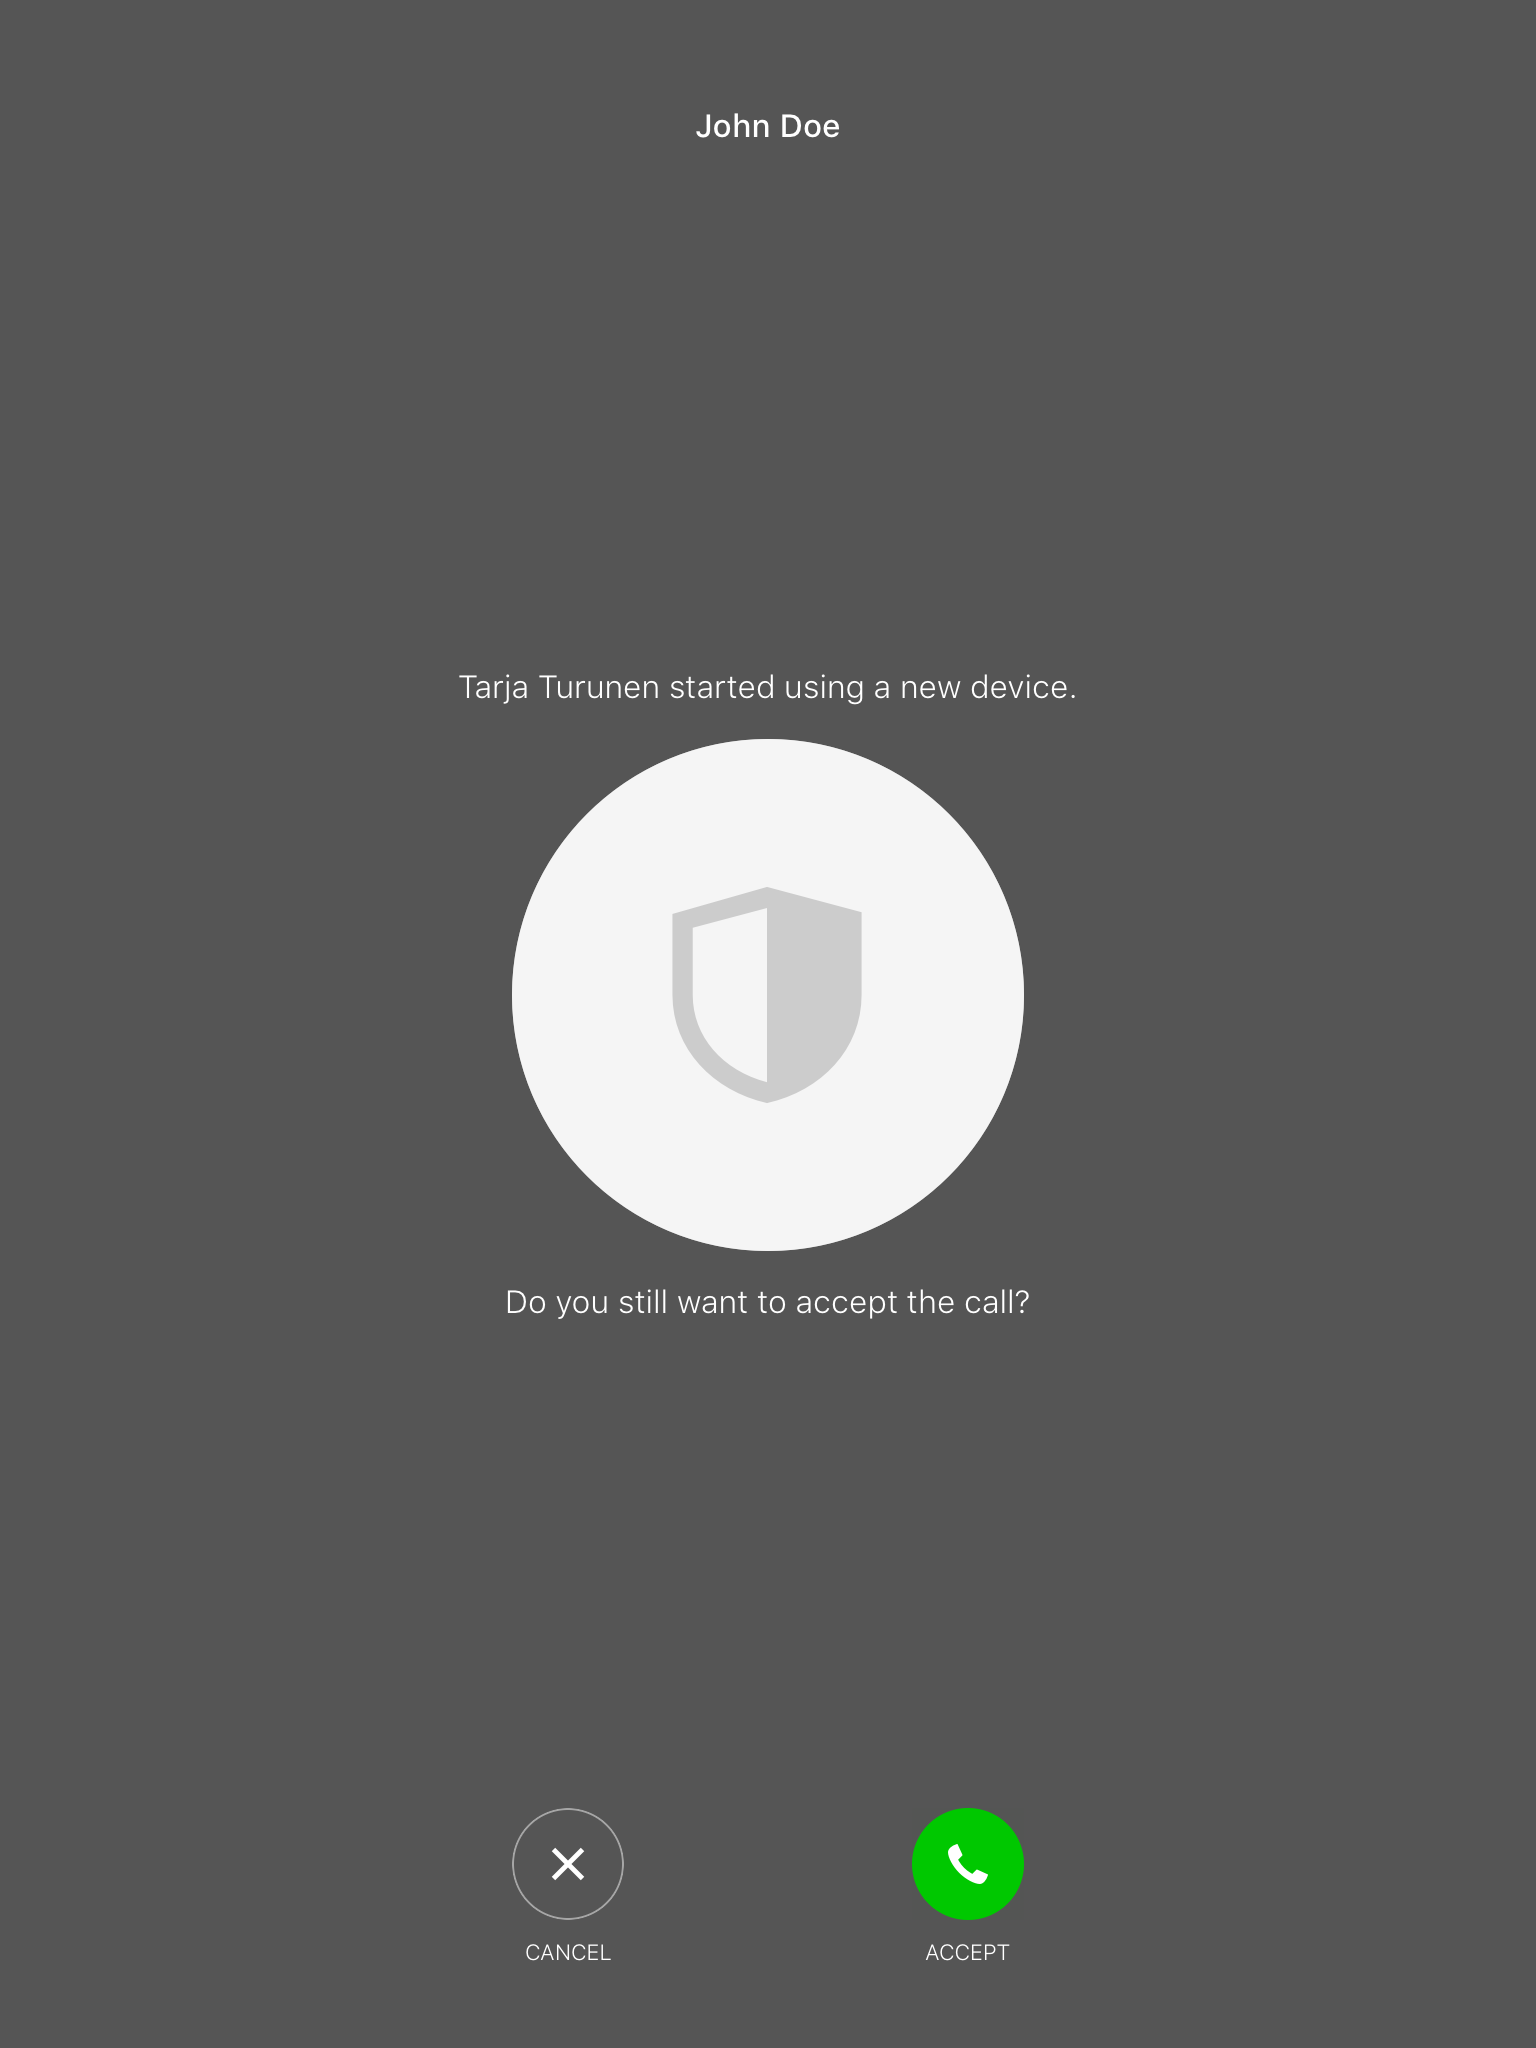 John Doe
Tarja Turunen started using a new device.
Do you still want to accept the call?
CANCEL
ACCEPT